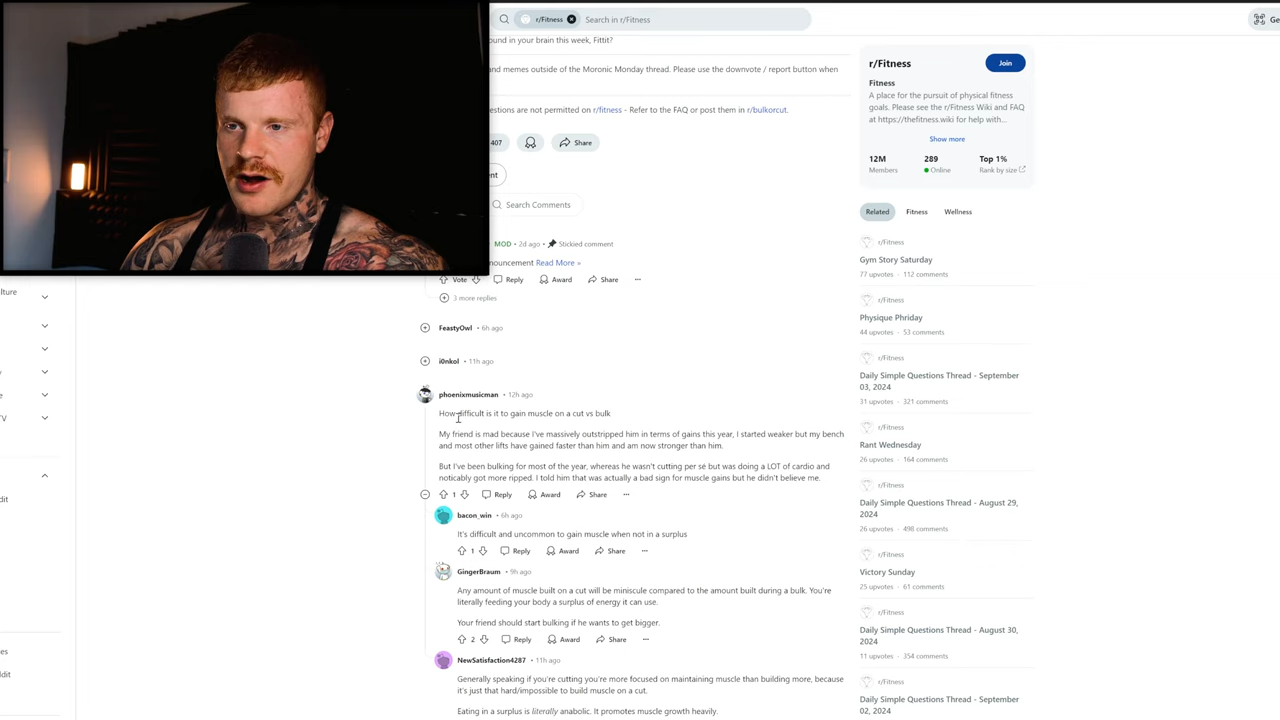 r/Fitness
Search in r/Fitness
Ge
ound in your brain this week, Fittit?
and memes outside of the Moronic Monday thread. Please use the downvote / report button when
estions are not permitted on r/fitness - Refer to the FAQ or post them in r/bulkorcut.
407
Share
nt
Search Comments
MOD • 2d ago • Stickied comment
nouncement Read More »
Vote
Reply
Award
Share
3 more replies
FeastyOwl • 6h ago
i0nkol • 11h ago
phoenixmusicman • 12h ago
How difficult is it to gain muscle on a cut vs bulk
My friend is mad because I've massively outstripped him in terms of gains this year, I started weaker but my bench
and most other lifts have gained faster than him and am now stronger than him.
But I've been bulking for most of the year, whereas he wasn't cutting per sé but was doing a LOT of cardio and
noticably got more ripped. I told him that was actually a bad sign for muscle gains but he didn't believe me.
1
Reply
Award
Share
bacon_win • 6h ago
It's difficult and uncommon to gain muscle when not in a surplus
1
Reply
Award
Share
GingerBraum • 9h ago
Any amount of muscle built on a cut will be miniscule compared to the amount built during a bulk. You're
literally feeding your body a surplus of energy it can use.
Your friend should start bulking if he wants to get bigger.
2
Reply
Award
Share
NewSatisfaction4287 • 11h ago
Generally speaking if you're cutting you're more focused on maintaining muscle than building more, because
it's just that hard/impossible to build muscle on a cut.
Eating in a surplus is literally anabolic. It promotes muscle growth heavily.
r/Fitness
Join
Fitness
A place for the pursuit of physical fitness
goals. Please see the r/Fitness Wiki and FAQ
at https://thefitness.wiki for help with...
Show more
12M
Members
289
Online
Top 1%
Rank by size
Related
Fitness
Wellness
r/Fitness
Gym Story Saturday
77 upvotes · 112 comments
r/Fitness
Physique Phriday
44 upvotes · 53 comments
r/Fitness
Daily Simple Questions Thread - September
03, 2024
31 upvotes · 321 comments
r/Fitness
Rant Wednesday
26 upvotes · 164 comments
r/Fitness
Daily Simple Questions Thread - August 29,
2024
26 upvotes · 498 comments
r/Fitness
Victory Sunday
25 upvotes · 61 comments
r/Fitness
Daily Simple Questions Thread - August 30,
2024
11 upvotes · 354 comments
r/Fitness
Daily Simple Questions Thread - September
02, 2024
lture
e
TV
dit
es
ddit